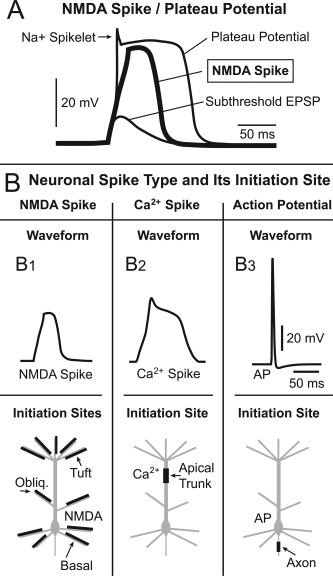 A
NMDA Spike / Plateau Potential
Na+ Spikelet
Plateau Potential
NMDA Spike
20 mV
Subthreshold EPSP
50 ms
B Neuronal Spike Type and Its Initiation Site
NMDA Spike
Ca²⁺ Spike
Action Potential
Waveform
Waveform
Waveform
B1
B2
B3
20 mV
NMDA Spike
Ca²⁺ Spike
AP
50 ms
Initiation Sites
Initiation Site
Initiation Site
Tuft
Obliq.
NMDA
Basal
Ca²⁺
Apical
Trunk
AP
Axon